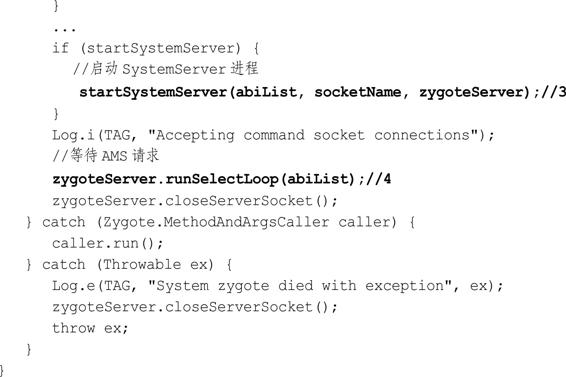 }
...
if (startSystemServer) {
//启动 SystemServer 进程
startSystemServer(abiList, socketName, zygoteServer);//3
}
Log.i(TAG, "Accepting command socket connections");
//等待 AMS 请求
zygoteServer.runSelectLoop(abiList);//4
zygoteServer.closeServerSocket();
} catch (Zygote.MethodAndArgsCaller caller) {
caller.run();
} catch (Throwable ex) {
Log.e(TAG, "System zygote died with exception", ex);
zygoteServer.closeServerSocket();
throw ex;
}
}